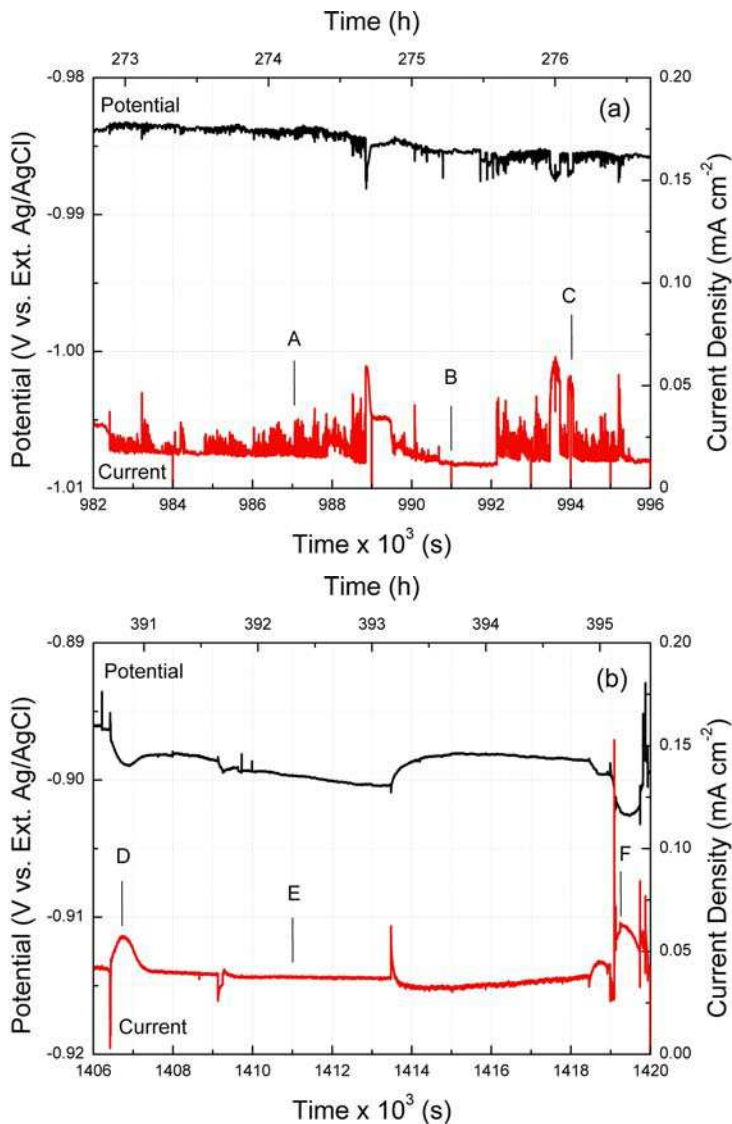 Time (h)
273 274 275 276
-0.98 0.20
Potential (a)
0.15
-0.99
Potential (V vs. Ext. Ag/AgCl)
Current Density (mA cm-2)
0.10
C
A
-1.00
B
0.05
Current
-1.01 0
982 984 986 988 990 992 994 996
Time x 10³ (s)
Time (h)
391 392 393 394 395
-0.89 0.20
Potential (b)
0.15
-0.90
Potential (V vs. Ext. Ag/AgCl)
Current Density (mA cm-2)
0.10
D F
E
-0.91
0.05
Current
-0.92 0.00
1406 1408 1410 1412 1414 1416 1418 1420
Time x 10³ (s)